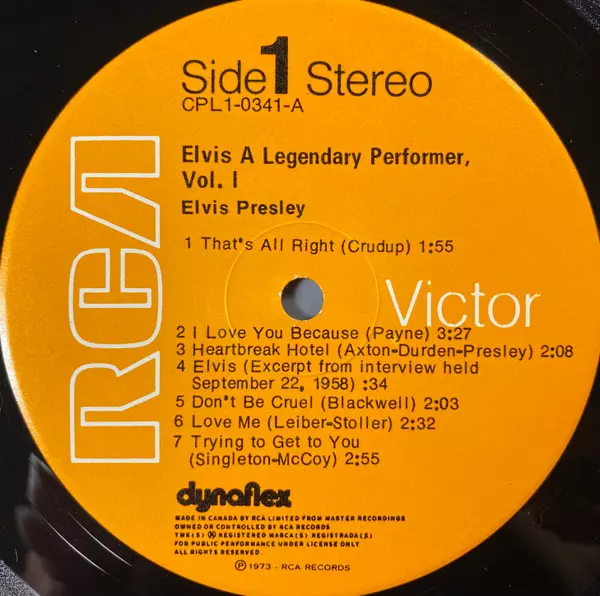 Side 1 Stereo
CPL1-0341-A
Elvis A Legendary Performer,
Vol. I
Elvis Presley
1 That's All Right (Crudup) 1:55
RCA
Victor
2 I Love You Because (Payne) 3:27
3 Heartbreak Hotel (Axton-Durden-Presley) 2:08
4 Elvis (Excerpt from interview held
September 22, 1958) :34
5 Don't Be Cruel (Blackwell) 2:03
6 Love Me (Leiber-Stoller) 2:32
7 Trying to Get to You
(Singleton-McCoy) 2:55
dynaflex
MADE IN CANADA BY RCA LIMITED FROM MASTER RECORDINGS
OWNED OR CONTROLLED BY RCA RECORDS
TMK(S) ® REGISTERED MARCA(S) REGISTRADA(S)
FOR PUBLIC PERFORMANCE UNDER LICENSE ONLY
ALL RIGHTS RESERVED.
℗ 1973 - RCA RECORDS